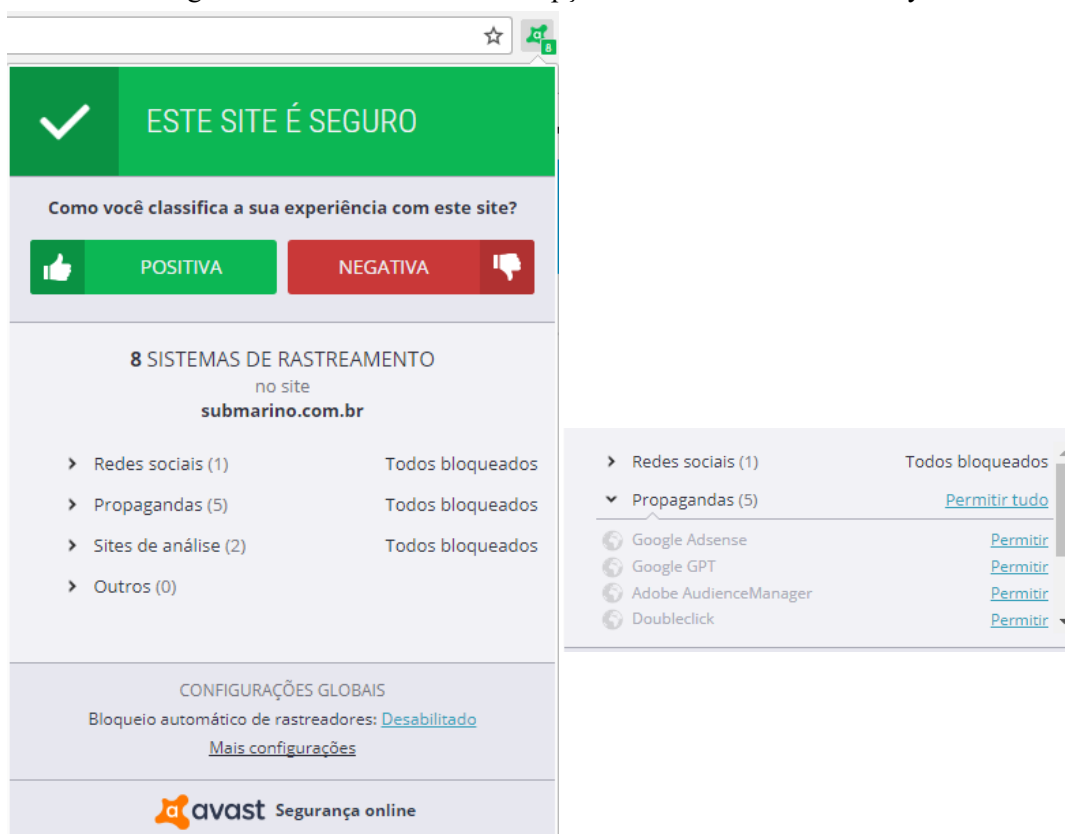 8
ESTE SITE É SEGURO
Como você classifica a sua experiência com este site?
POSITIVA NEGATIVA
8 SISTEMAS DE RASTREAMENTO
no site
submarino.com.br
Redes sociais (1) Todos bloqueados
Propagandas (5) Todos bloqueados
Sites de análise (2) Todos bloqueados
Outros (0)
CONFIGURAÇÕES GLOBAIS
Bloqueio automático de rastreadores: Desabilitado
Mais configurações
avast Segurança online
Redes sociais (1) Todos bloqueados
Propagandas (5) Permitir tudo
Google Adsense Permitir
Google GPT Permitir
Adobe AudienceManager Permitir
Doubleclick Permitir